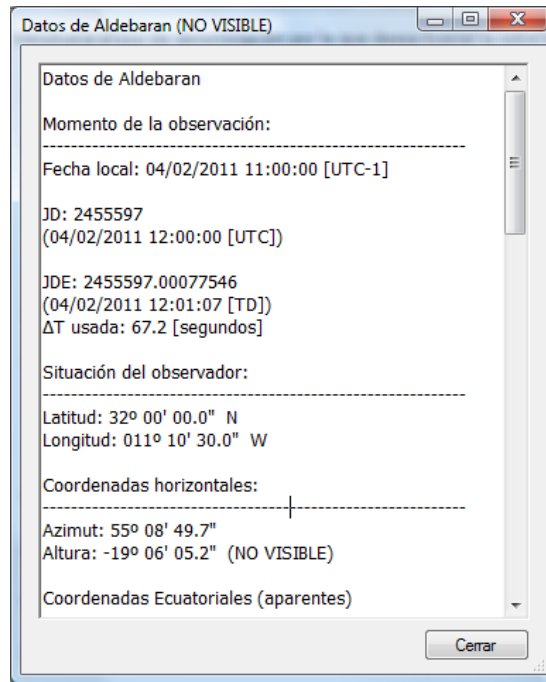 Datos de Aldebaran (NO VISIBLE)
Datos de Aldebaran
Momento de la observación:
-----------------------------------------------------------------
Fecha local: 04/02/2011 11:00:00 [UTC-1]
JD: 2455597
(04/02/2011 12:00:00 [UTC])
JDE: 2455597.00077546
(04/02/2011 12:01:07 [TD])
ΔT usada: 67.2 [segundos]
Situación del observador:
-----------------------------------------------------------------
Latitud: 32º 00' 00.0"  N
Longitud: 011º 10' 30.0"  W
Coordenadas horizontales:
-----------------------------------------------------------------
Azimut: 55º 08' 49.7"
Altura: -19º 06' 05.2"  (NO VISIBLE)
Coordenadas Ecuatoriales (aparentes)
Cerrar